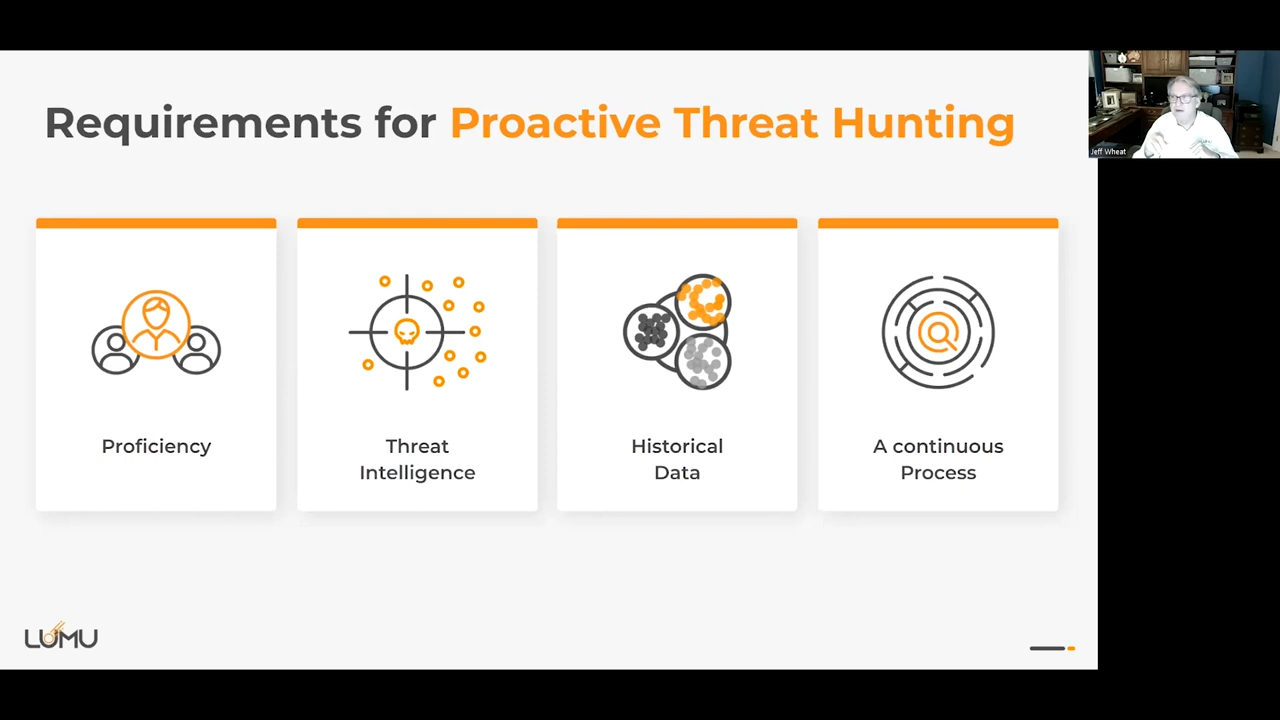 Requirements for Proactive Threat Hunting
Jeff Wheat
Proficiency
Threat
Intelligence
Historical
Data
A continuous
Process
LUMU